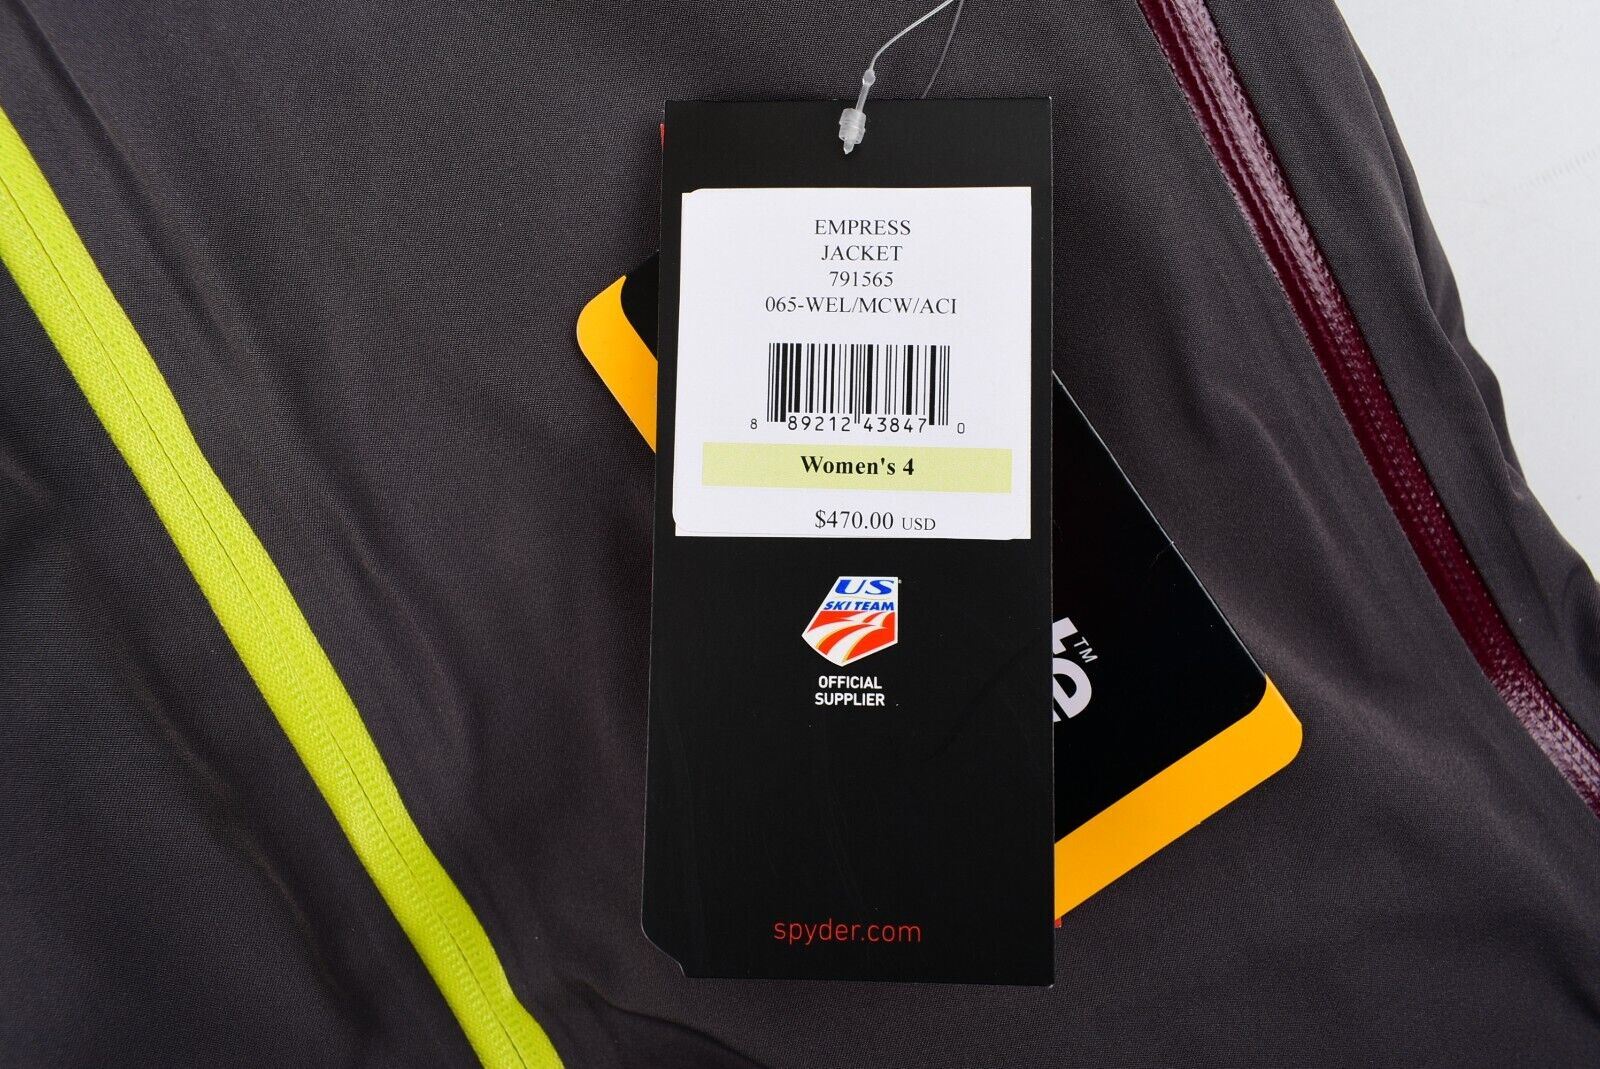 EMPRESS
JACKET
791565
065-WEL/MCW/ACI
8 89212 43847 0
Women's 4
$470.00 USD
US
SKI TEAM
OFFICIAL
SUPPLIER
spyder.com
TM